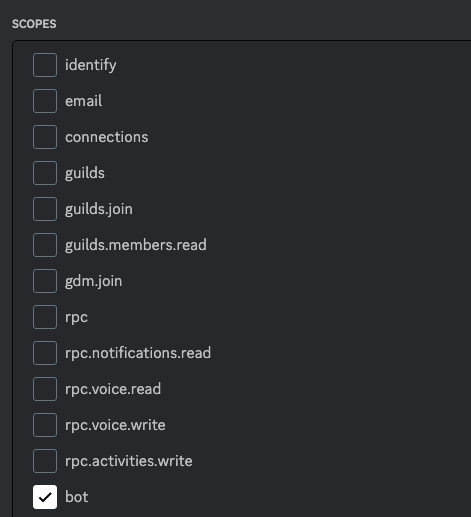 SCOPES
identify
email
connections
guilds
guilds.join
guilds.members.read
gdm.join
rpc
rpc.notifications.read
rpc.voice.read
rpc.voice.write
rpc.activities.write
bot